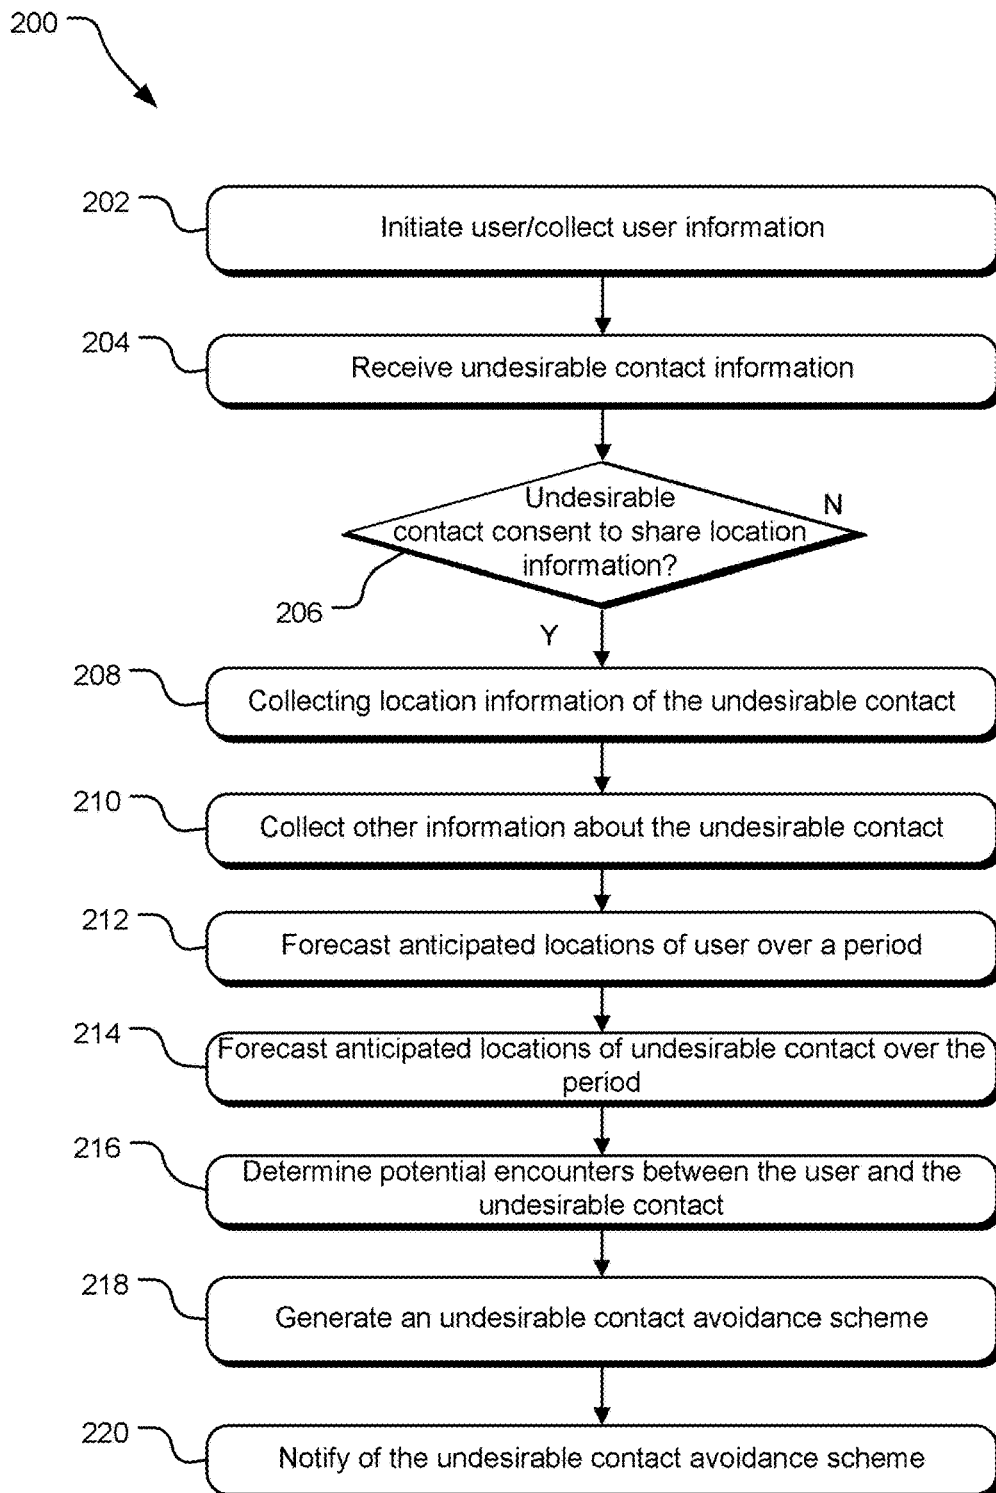 200
202
Initiate user/collect user information
204
Receive undesirable contact information
Undesirable
contact consent to share location
information?
N
206
Y
208
Collecting location information of the undesirable contact
210
Collect other information about the undesirable contact
212
Forecast anticipated locations of user over a period
214
Forecast anticipated locations of undesirable contact over the
period
216
Determine potential encounters between the user and the
undesirable contact
218
Generate an undesirable contact avoidance scheme
220
Notify of the undesirable contact avoidance scheme